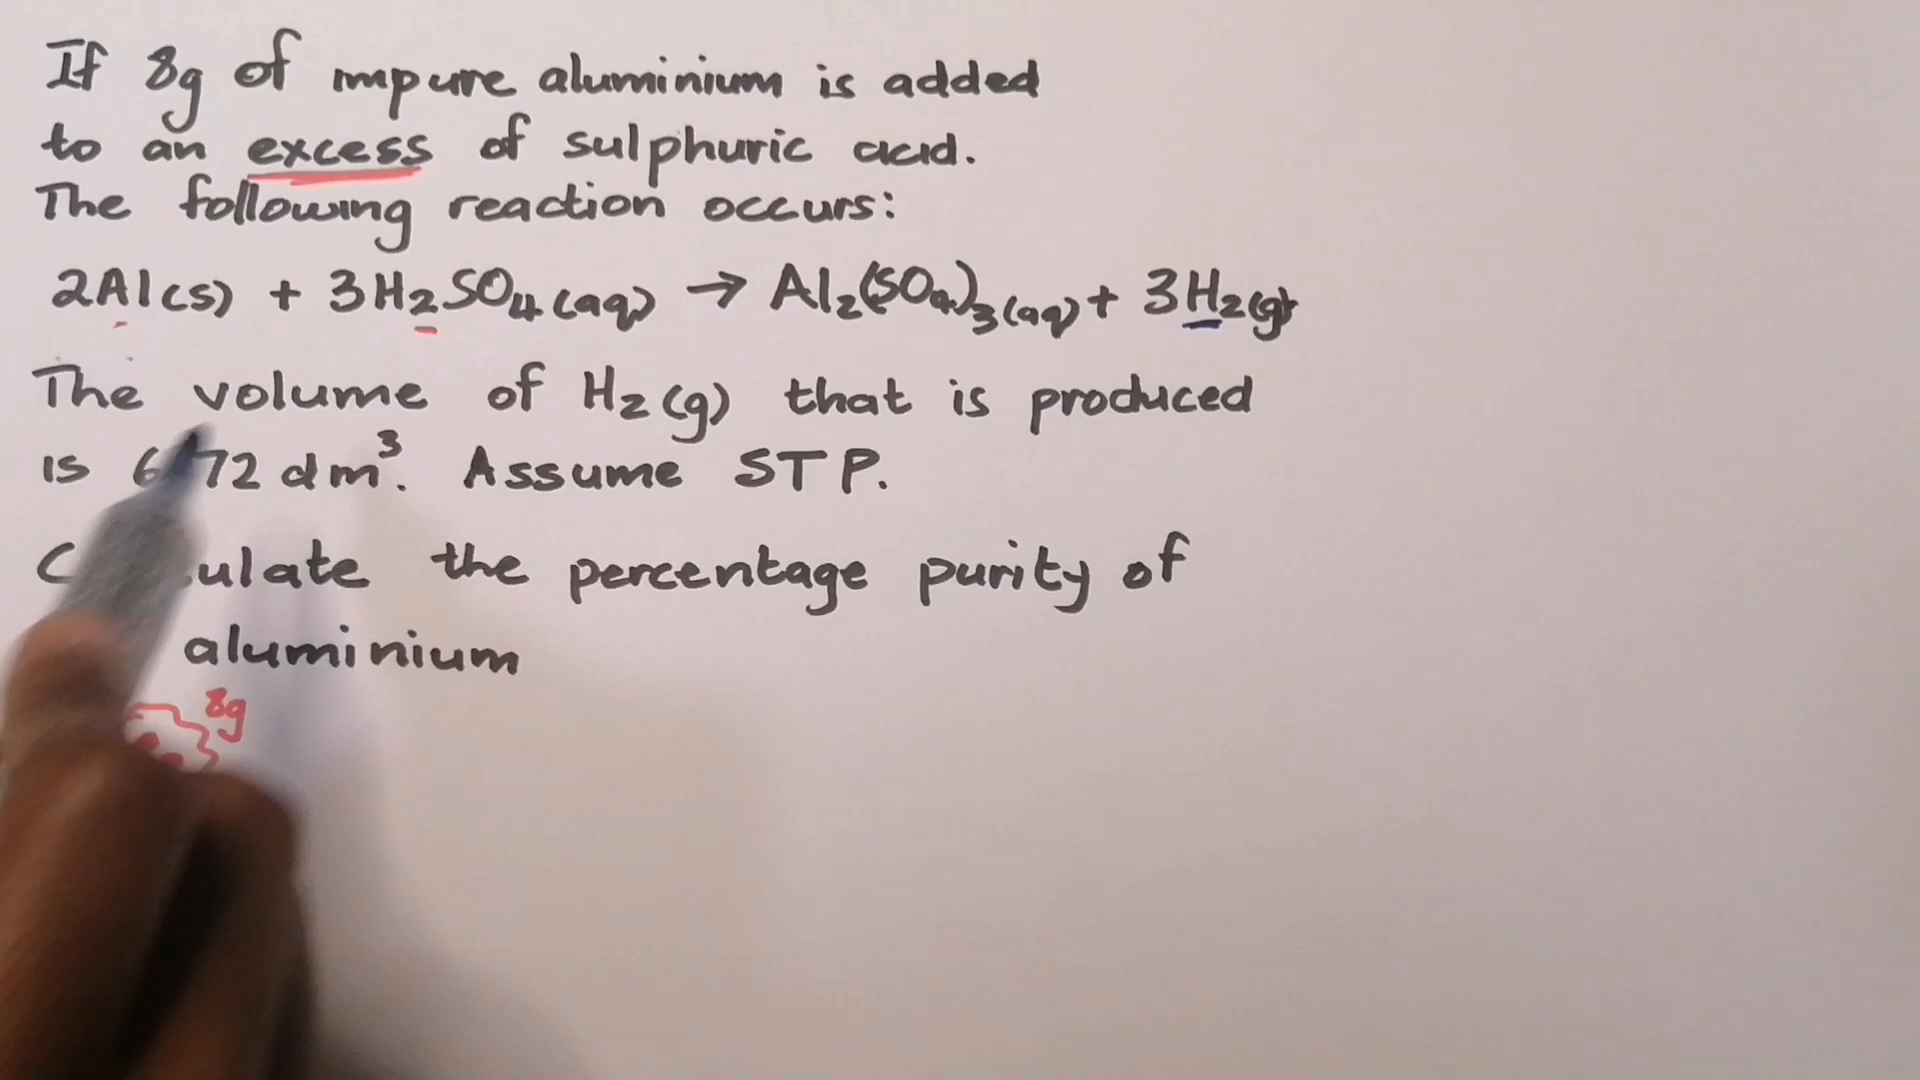 If 8g of impure aluminium is added
to an excess of sulphuric acid.
The following reaction occurs:
2Al(s) + 3H₂SO₄(aq) → Al₂(SO₄)₃(aq) + 3H₂(g)
The volume of H₂(g) that is produced
is 6 72 dm³. Assume STP.
the percentage purity of
aluminium
8g